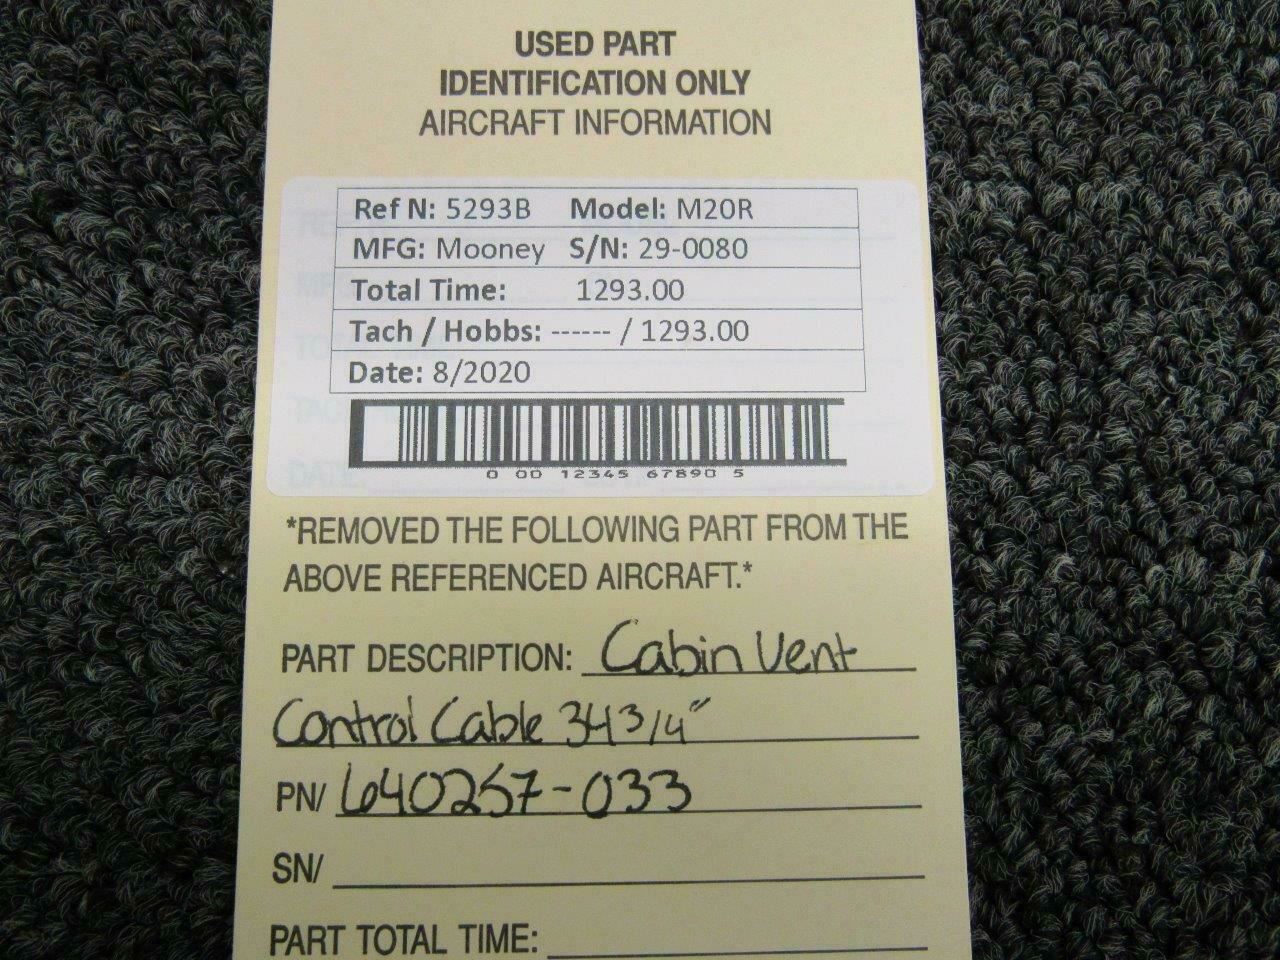 USED PART
IDENTIFICATION ONLY
AIRCRAFT INFORMATION
Ref N: 5293B Model: M20R
MFG: Mooney S/N: 29-0080
Total Time: 1293.00
Tach / Hobbs: ------ / 1293.00
Date: 8/2020
0 00 12345 67890 5
*REMOVED THE FOLLOWING PART FROM THE
ABOVE REFERENCED AIRCRAFT.*
PART DESCRIPTION: Cabin Vent
Control Cable 34 3/4"
PN/ 640257-033
SN/
PART TOTAL TIME: